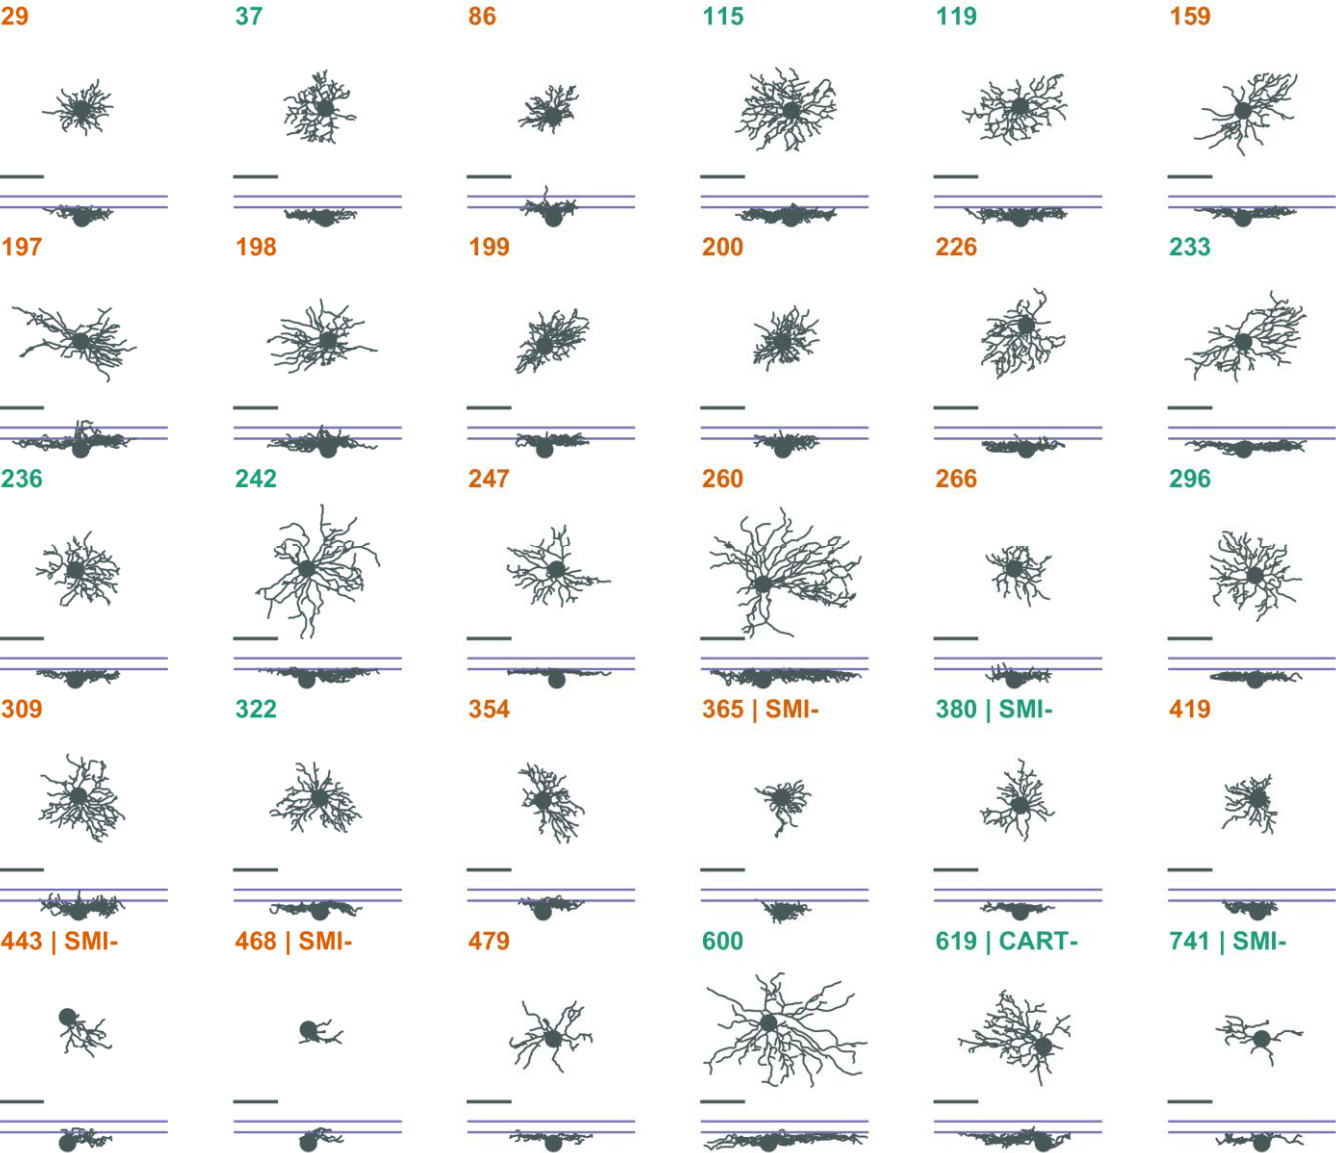 29 37 86 115 119 159
197 198 199 200 226 233
236 242 247 260 266 296
309 322 354 365 | SMI- 380 | SMI- 419
443 | SMI- 468 | SMI- 479 600 619 | CART- 741 | SMI-